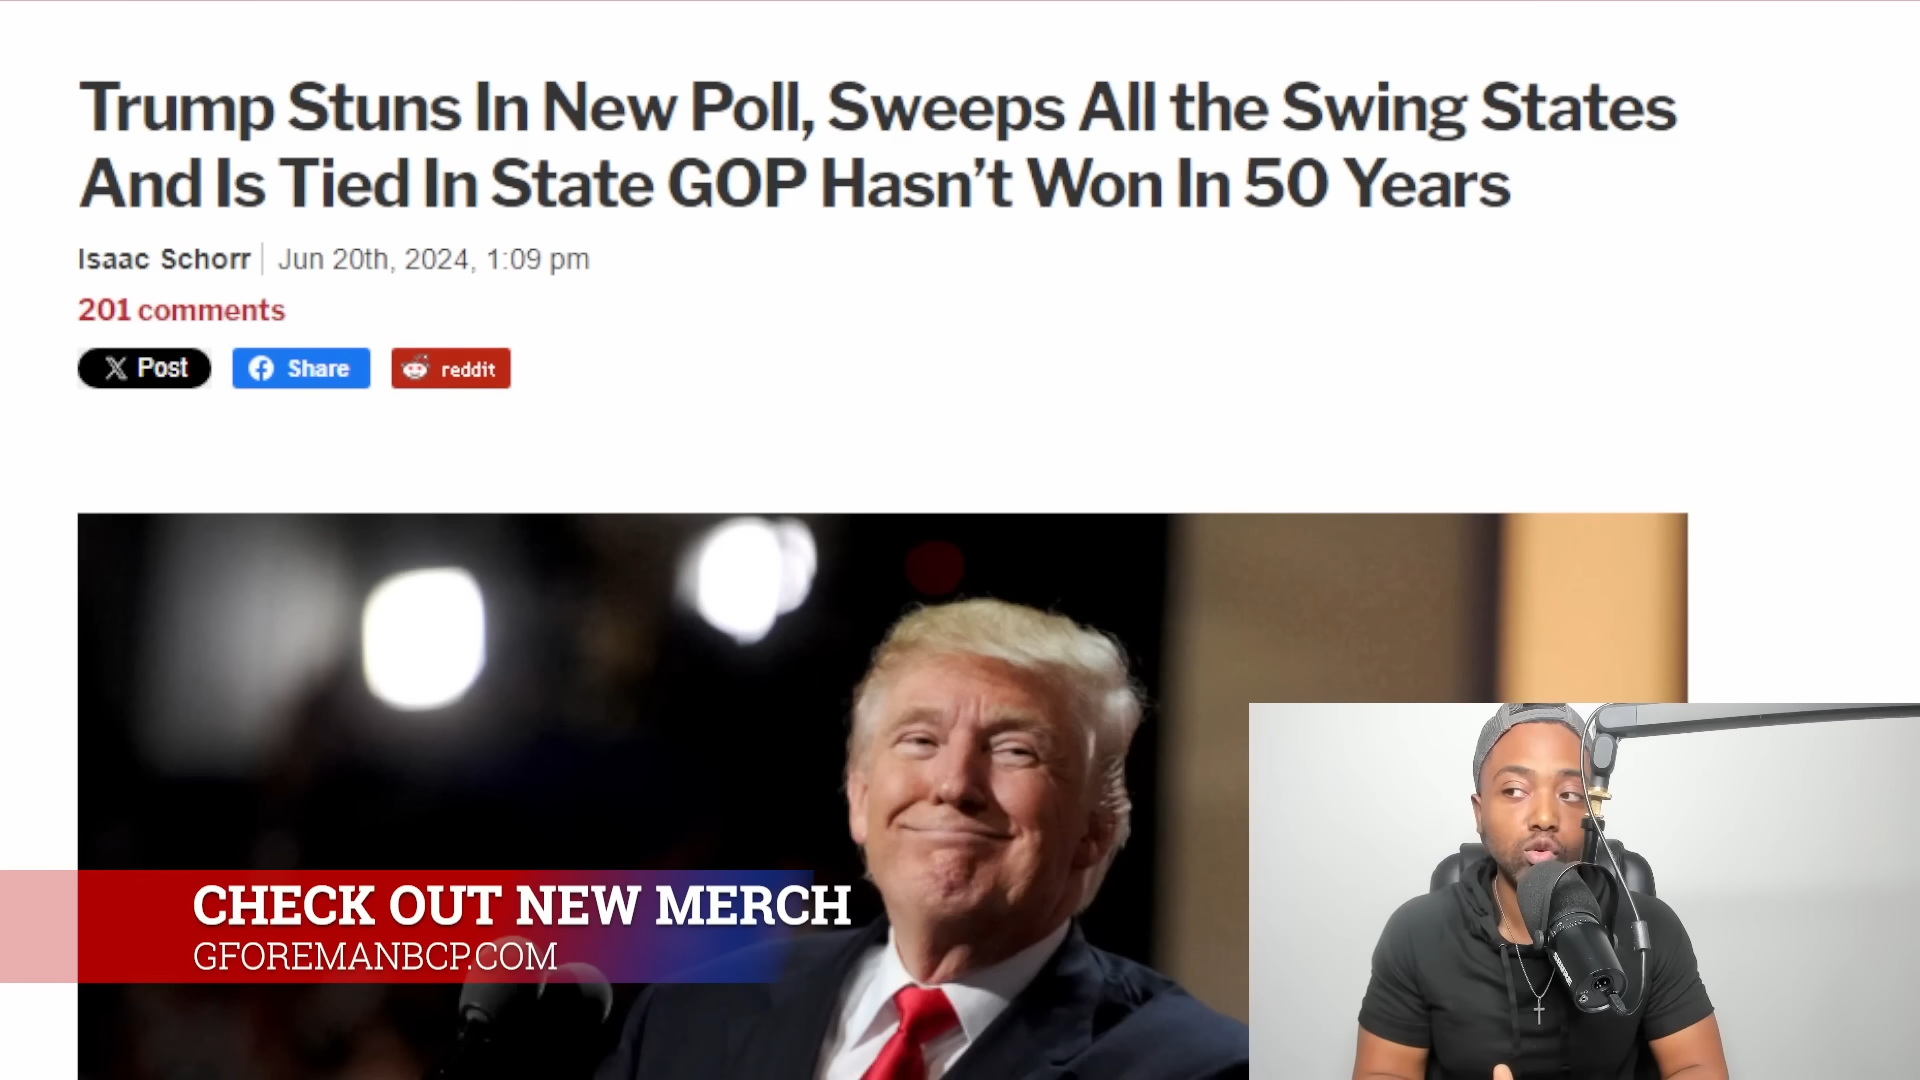 Trump Stuns In New Poll, Sweeps All the Swing States
And Is Tied In State GOP Hasn’t Won In 50 Years
Isaac Schorr | Jun 20th, 2024, 1:09 pm
201 comments
X Post Share reddit
CHECK OUT NEW MERCH
GFOREMANBCP.COM